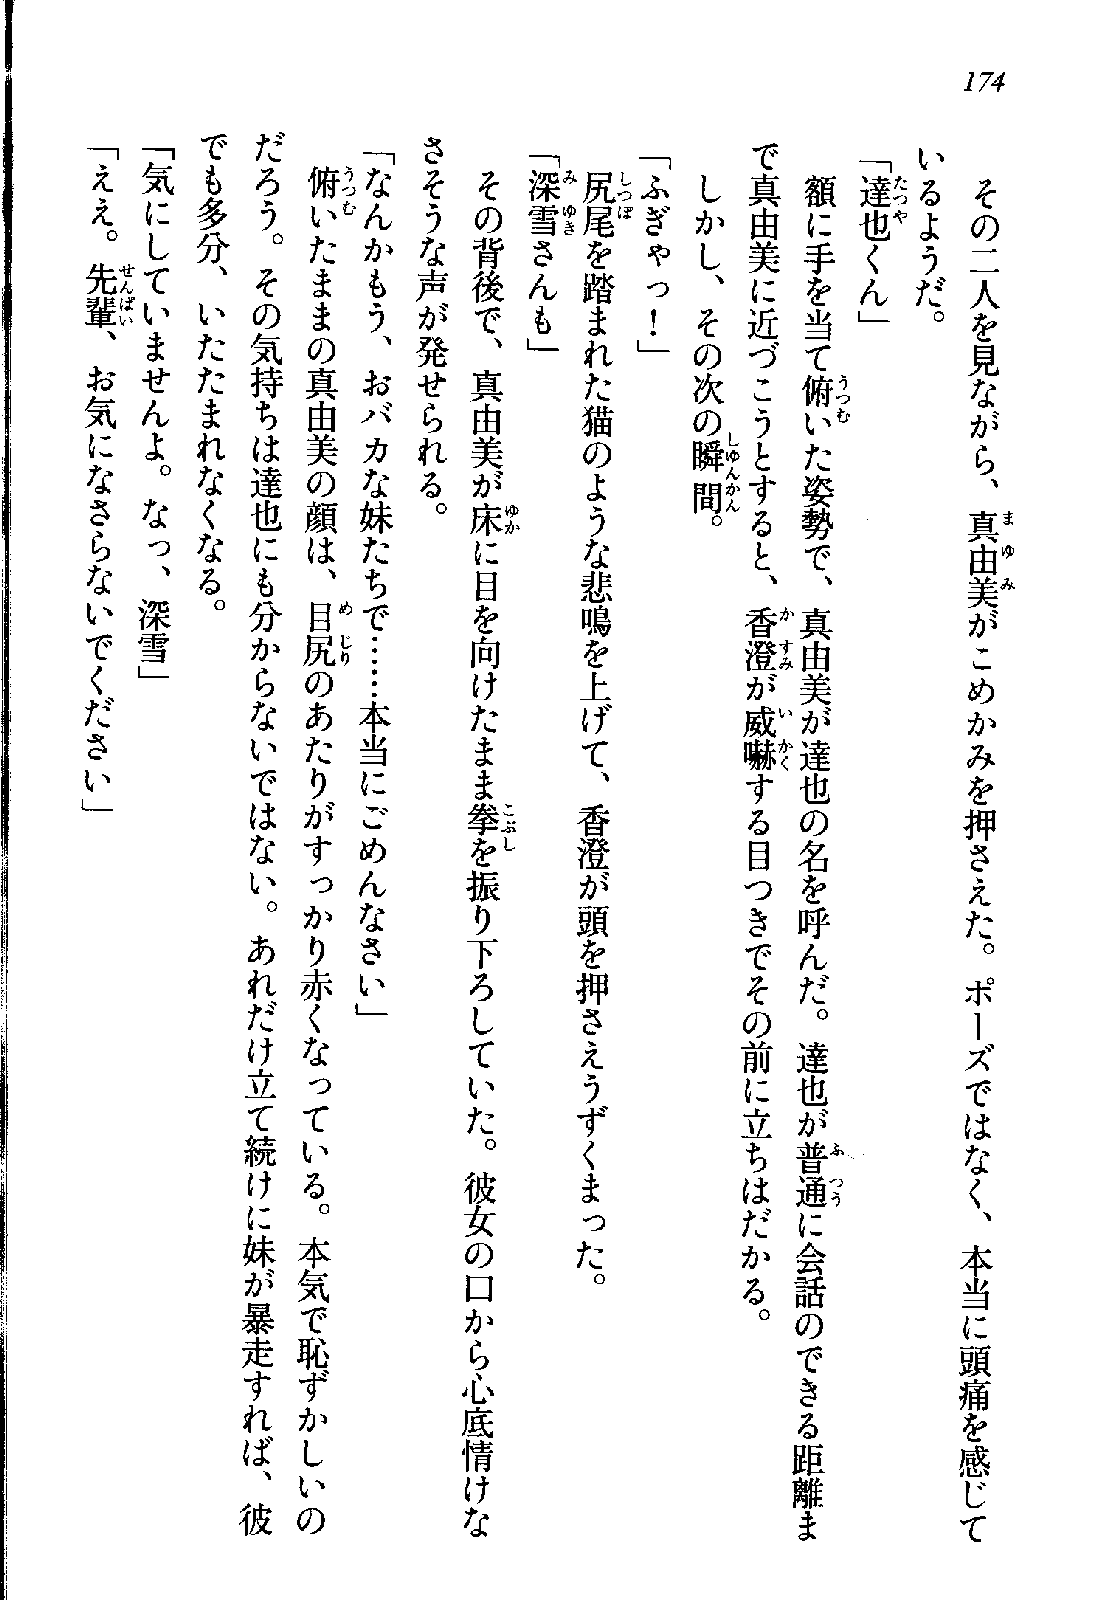 174
その二人を見ながら、真由美がこめかみを押さえた。ポーズではなく、本当に頭痛を感じて
いるようだ。
「達也くん」
額に手を当て俯いた姿勢で、真由美が達也の名を呼んだ。達也が普通に会話のできる距離ま
で真由美に近づこうとすると、香澄が威嚇する目つきでその前に立ちはだかる。
しかし、その次の瞬間。
「ふぎゃっ！」
尻尾を踏まれた猫のような悲鳴を上げて、香澄が頭を押さえうずくまった。
「深雪さんも」
その背後で、真由美が床に目を向けたまま拳を振り下ろしていた。彼女の口から心底情けな
さそうな声が発せられる。
「なんかもう、おバカな妹たちで……本当にごめんなさい」
俯いたままの真由美の顔は、目尻のあたりがすっかり赤くなっている。本気で恥ずかしいの
だろう。その気持ちは達也にも分からないではない。あれだけ立て続けに妹が暴走すれば、彼
でも多分、いたたまれなくなる。
「気にしていませんよ。なっ、深雪」
「ええ。先輩、お気になさらないでください」